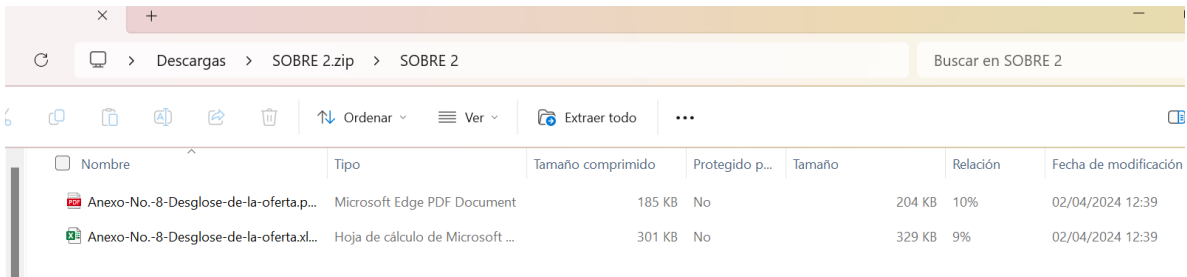 Descargas > SOBRE 2.zip > SOBRE 2 Buscar en SOBRE 2
Ordenar Ver Extraer todo ...
Nombre Tipo Tamaño comprimido Protegido p... Tamaño Relación Fecha de modificación
PDF Anexo-No.-8-Desglose-de-la-oferta.p... Microsoft Edge PDF Document 185 KB No 204 KB 10% 02/04/2024 12:39
Anexo-No.-8-Desglose-de-la-oferta.xl... Hoja de cálculo de Microsoft ... 301 KB No 329 KB 9% 02/04/2024 12:39